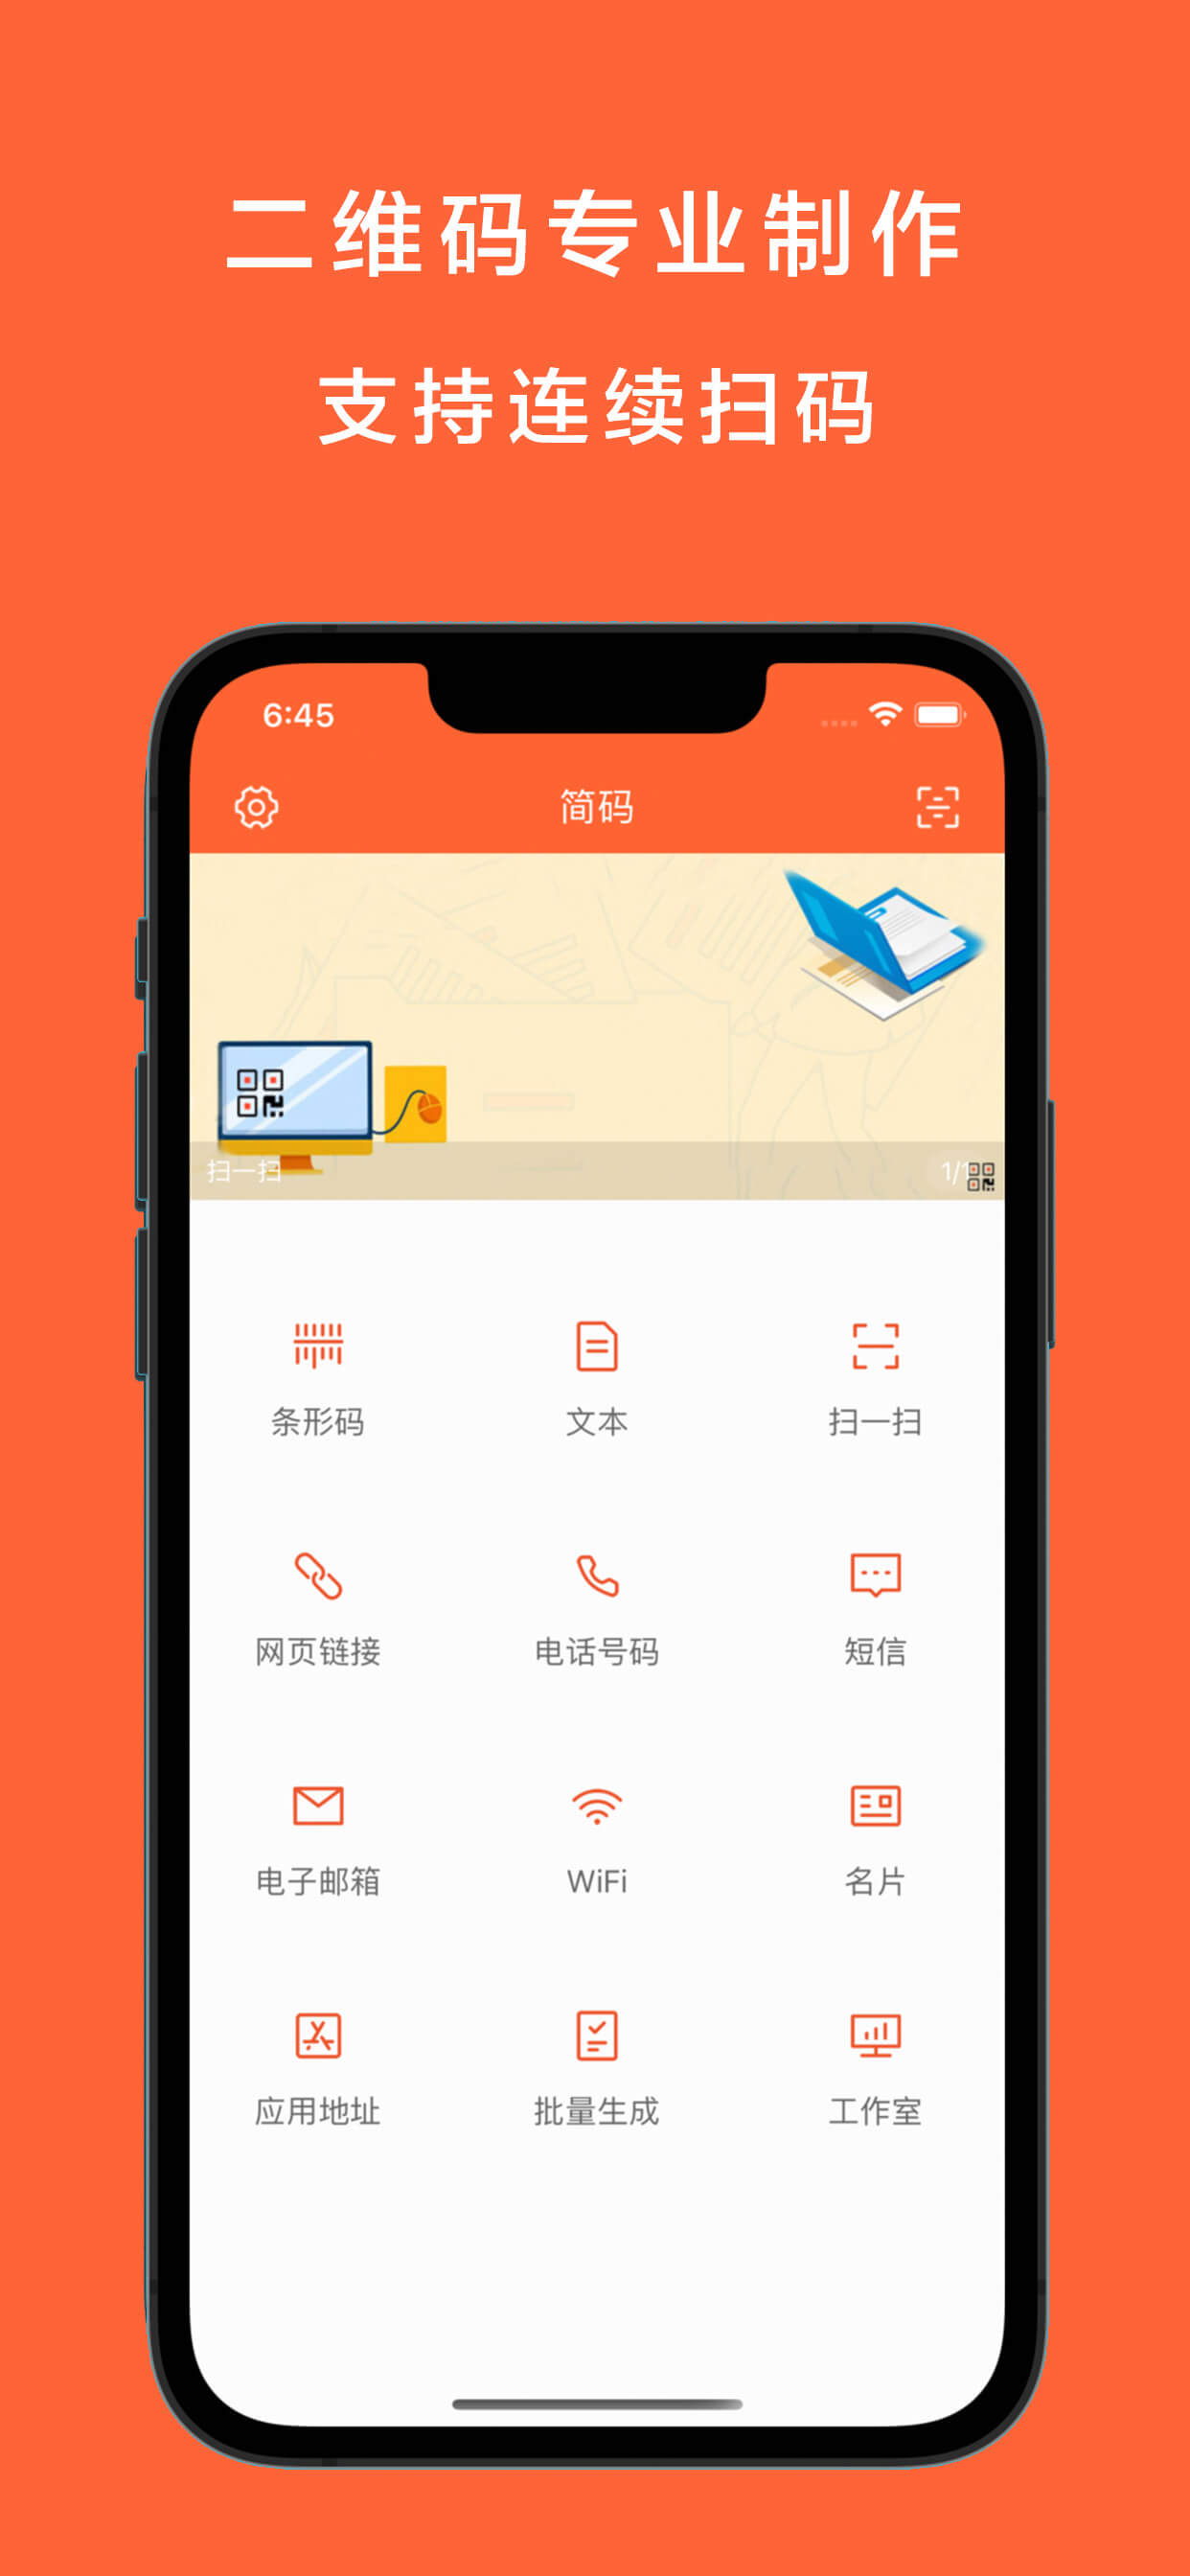 二维码专业制作
支持连续扫码
6:45
简码
扫一扫 1/1
条形码 文本 扫一扫
网页链接 电话号码 短信
电子邮箱 WiFi 名片
应用地址 批量生成 工作室